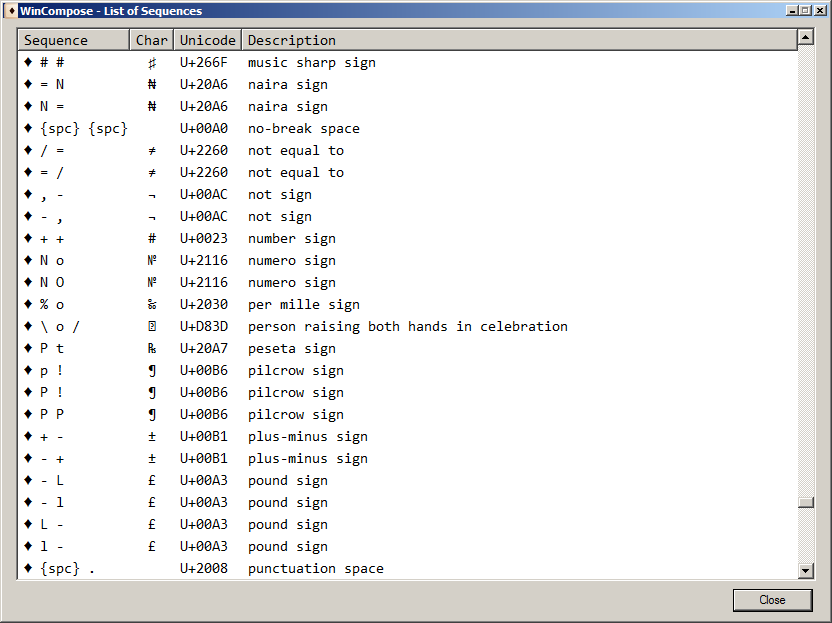 WinCompose - List of Sequences
Sequence Char Unicode Description
♦ # # ♯ U+266F music sharp sign
♦ = N ₦ U+20A6 naira sign
♦ N = ₦ U+20A6 naira sign
♦ {spc} {spc} U+00A0 no-break space
♦ / = ≠ U+2260 not equal to
♦ = / ≠ U+2260 not equal to
♦ , - ¬ U+00AC not sign
♦ - , ¬ U+00AC not sign
♦ + + # U+0023 number sign
♦ N o № U+2116 numero sign
♦ N O № U+2116 numero sign
♦ % o ‰ U+2030 per mille sign
♦ \ o / ⍰ U+D83D person raising both hands in celebration
♦ P t ₧ U+20A7 peseta sign
♦ p ! ¶ U+00B6 pilcrow sign
♦ P ! ¶ U+00B6 pilcrow sign
♦ P P ¶ U+00B6 pilcrow sign
♦ + - ± U+00B1 plus-minus sign
♦ - + ± U+00B1 plus-minus sign
♦ - L £ U+00A3 pound sign
♦ - l £ U+00A3 pound sign
♦ L - £ U+00A3 pound sign
♦ l - £ U+00A3 pound sign
♦ {spc} . U+2008 punctuation space
Close